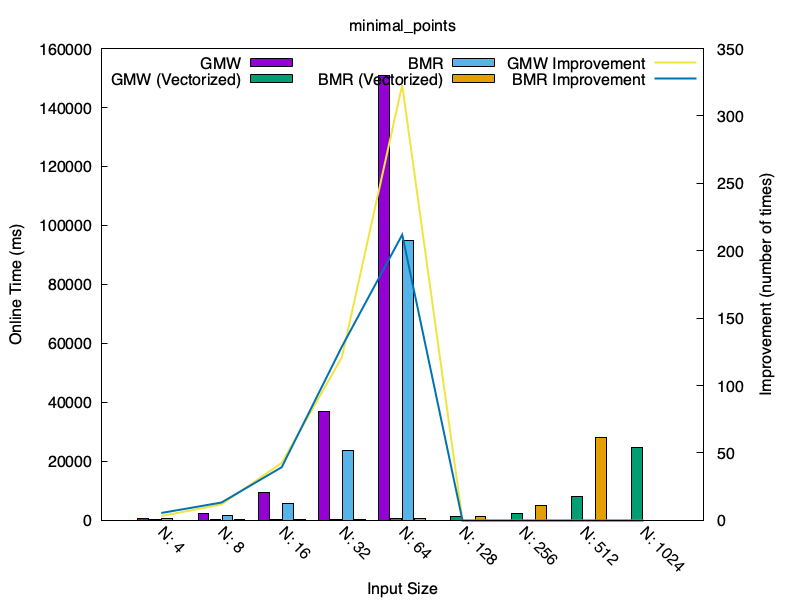 minimal_points
GMW BMR GMW Improvement
GMW (Vectorized) BMR (Vectorized) BMR Improvement
160000
140000
120000
100000
80000
60000
40000
20000
0
Online Time (ms)
350
300
250
200
150
100
50
0
Improvement (number of times)
N: 4
N: 8
N: 16
N: 32
N: 64
N: 128
N: 256
N: 512
N: 1024
Input Size